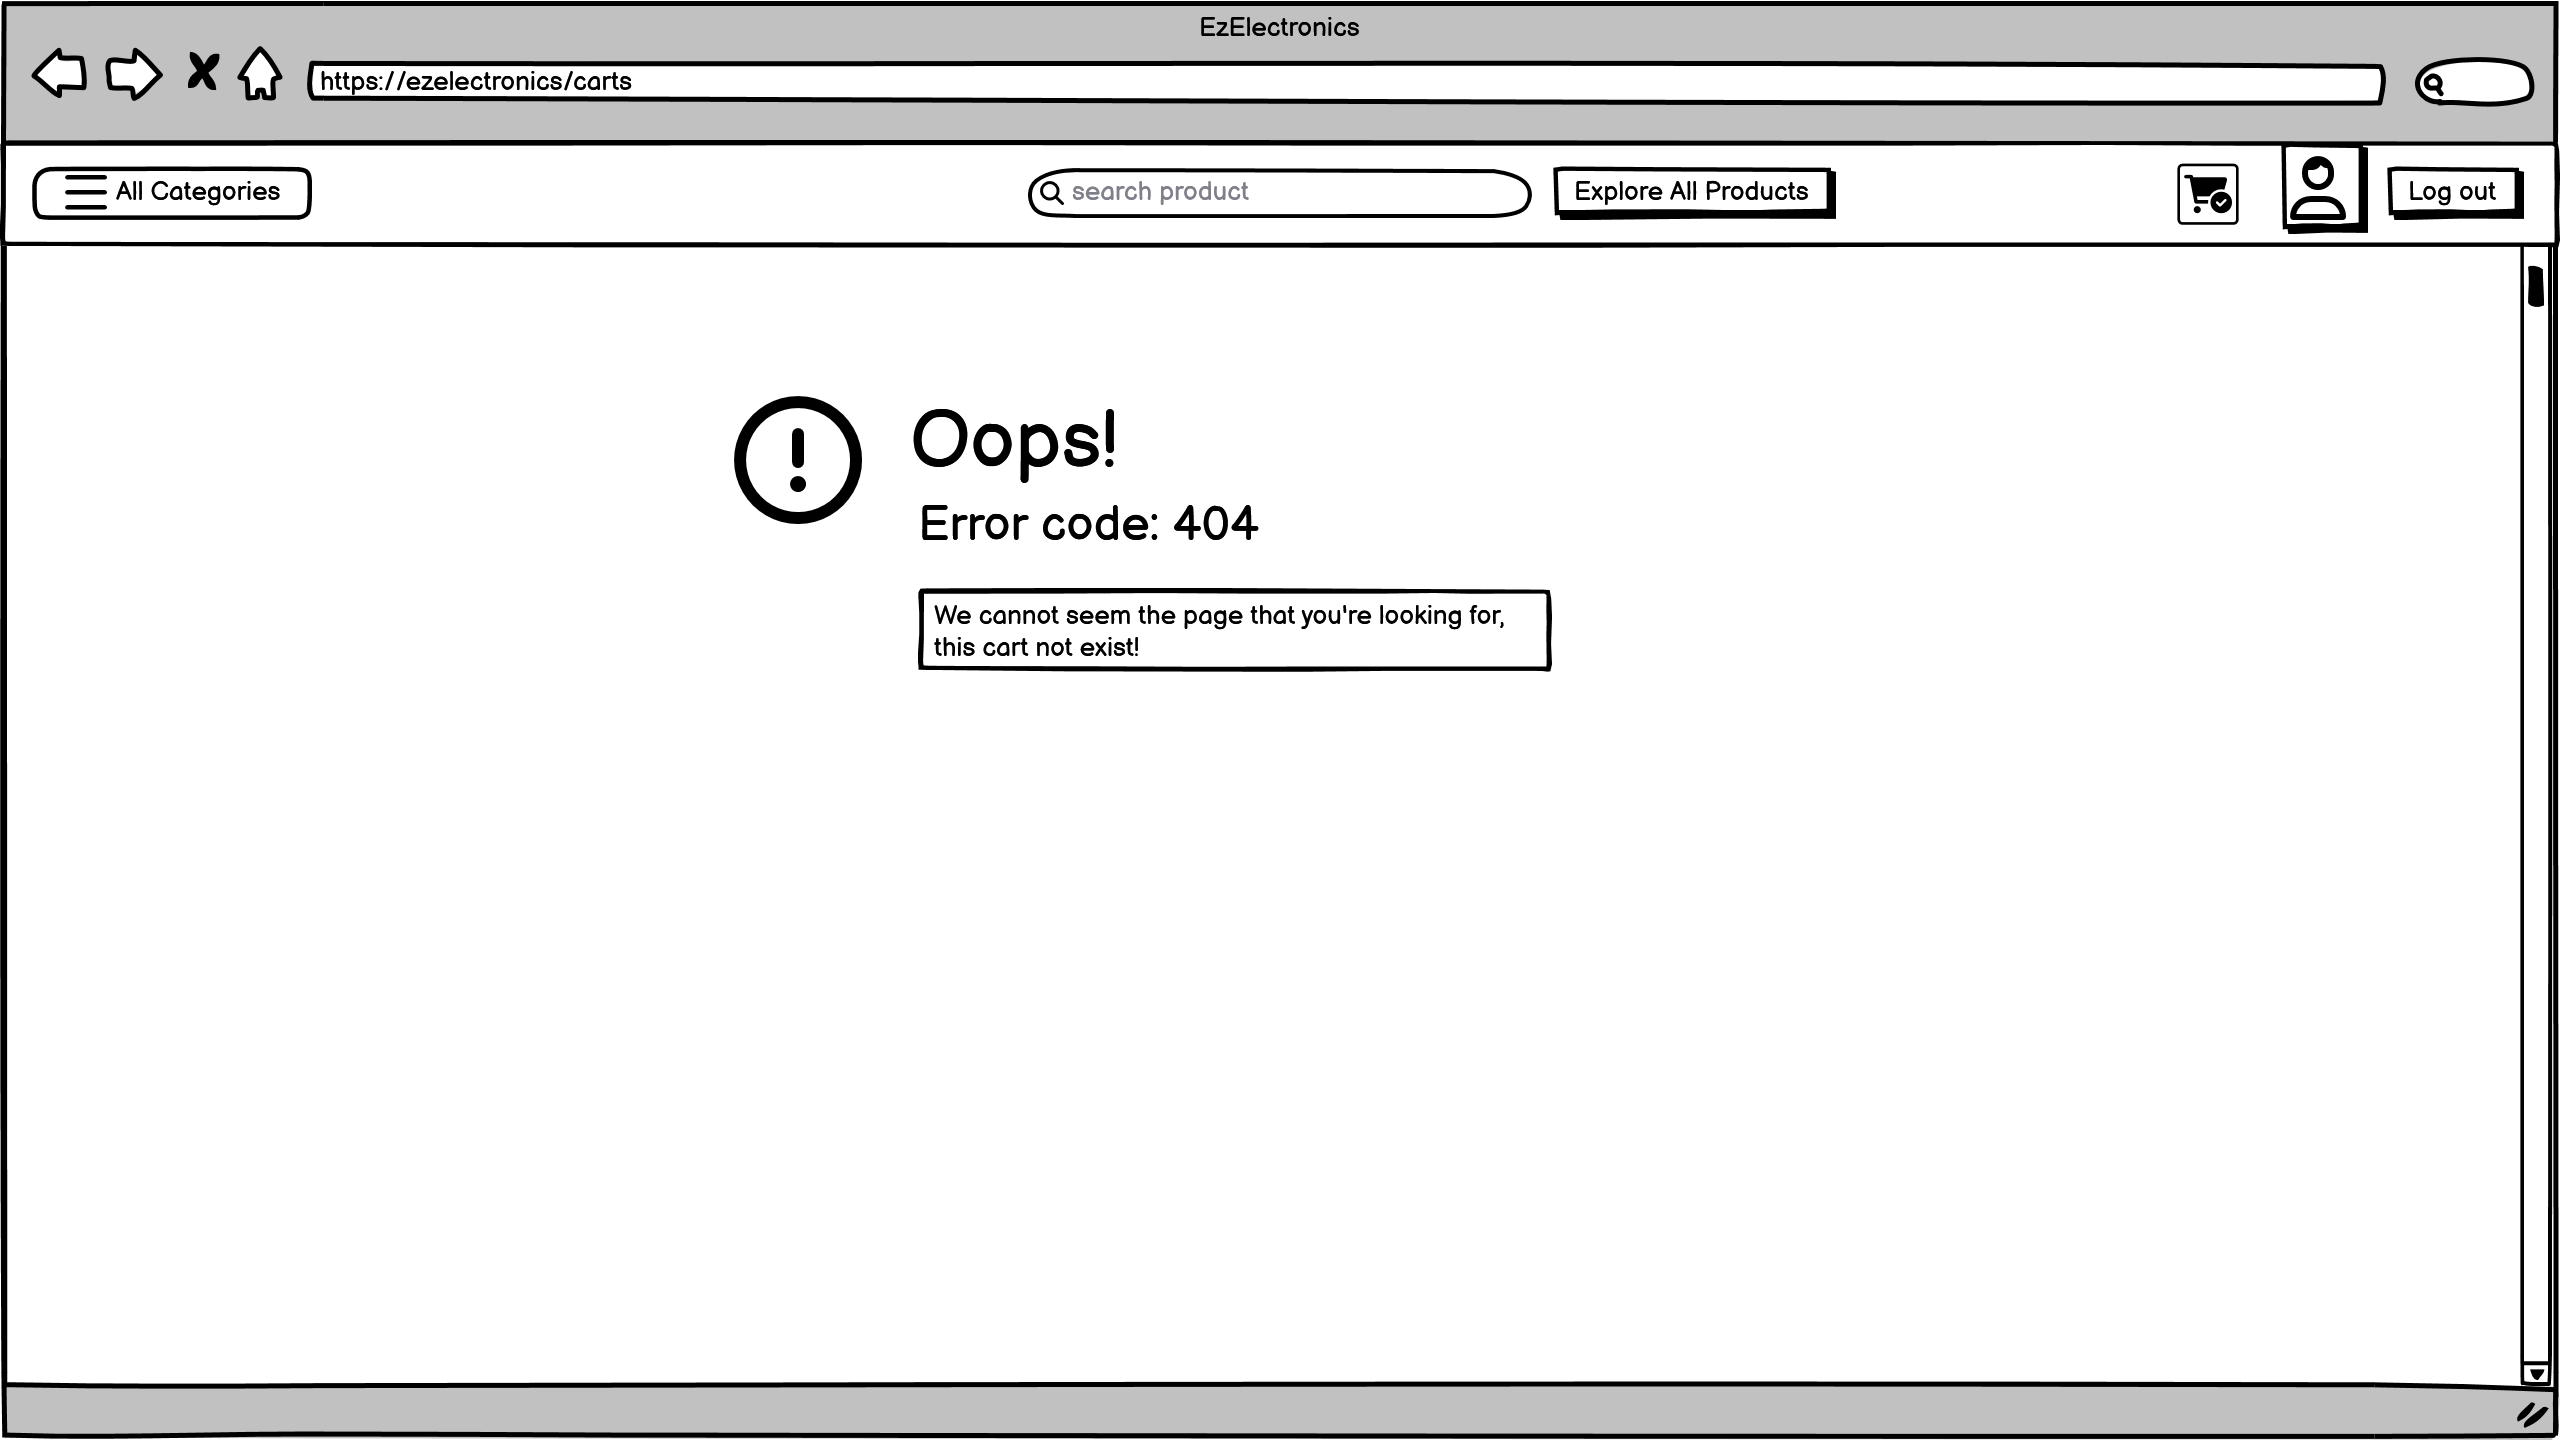 EzElectronics
https://ezelectronics/carts
All Categories
search product
Explore All Products
Log out
Oops!
Error code: 404
We cannot seem the page that you're looking for,
this cart not exist!